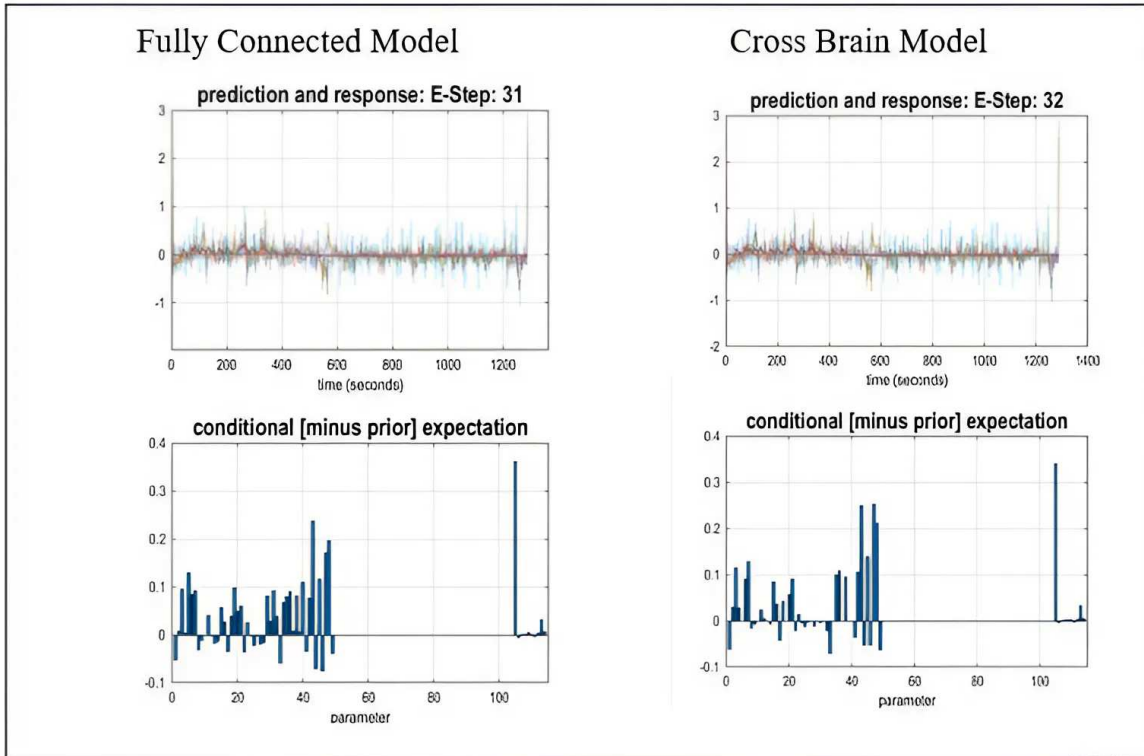 Fully Connected Model
Cross Brain Model
prediction and response: E-Step: 31
3
2
1
0
-1
0 200 400 600 800 1000 1200
time (seconds)
prediction and response: E-Step: 32
3
2
1
0
-1
-2
0 200 400 600 800 1000 1200 1400
time (seconds)
conditional [minus prior] expectation
0.4
0.3
0.2
0.1
0
-0.1
0 20 40 60 80 100
parameter
conditional [minus prior] expectation
0.4
0.3
0.2
0.1
0
-0.1
0 20 40 60 80 100
parameter